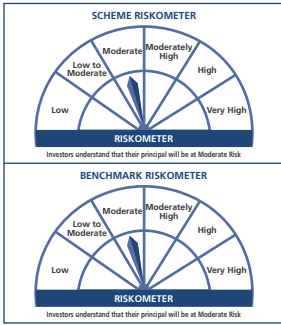 SCHEME RISKOMETER
Moderate
Moderately
High
Low to
Moderate
High
Low
Very High
RISKOMETER
Investors understand that their principal will be at Moderate Risk
BENCHMARK RISKOMETER
Moderate
Moderately
High
Low to
Moderate
High
Low
Very High
RISKOMETER
Investors understand that their principal will be at Moderate Risk